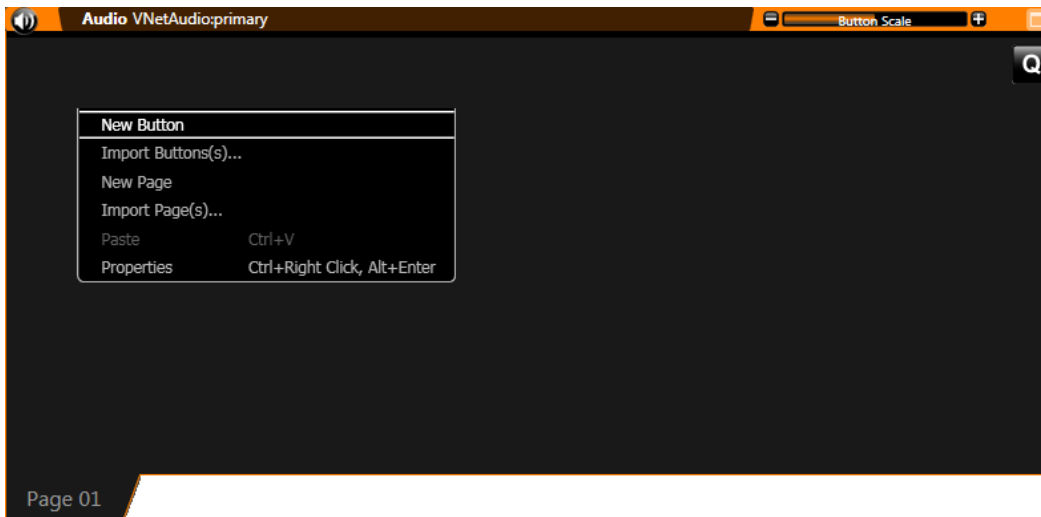 Audio VNetAudio:primary
Button Scale
Q
New Button
Import Buttons(s)...
New Page
Import Page(s)...
Paste Ctrl+V
Properties Ctrl+Right Click, Alt+Enter
Page 01